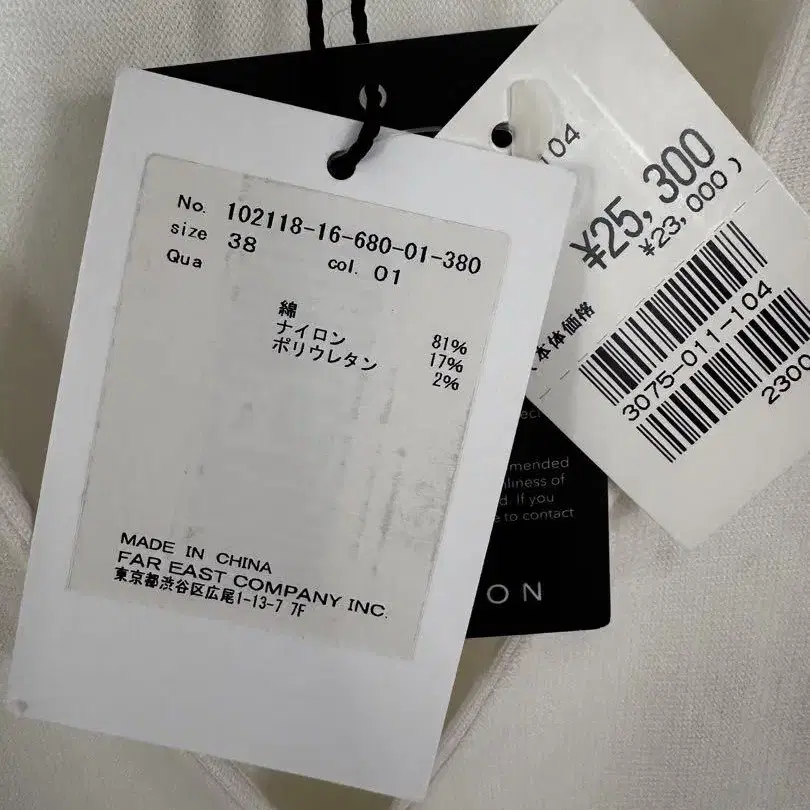 No. 102118-16-680-01-380
size 38 col. 01
Qua
綿 81%
ナイロン 17%
ポリウレタン 2%
MADE IN CHINA
FAR EAST COMPANY INC.
東京都渋谷区広尾1-13-7 7F
104
¥25,300
¥23,000 )
本体価格
3075-011-104
2300
mended
liness of
d. If you
e to contact
ON